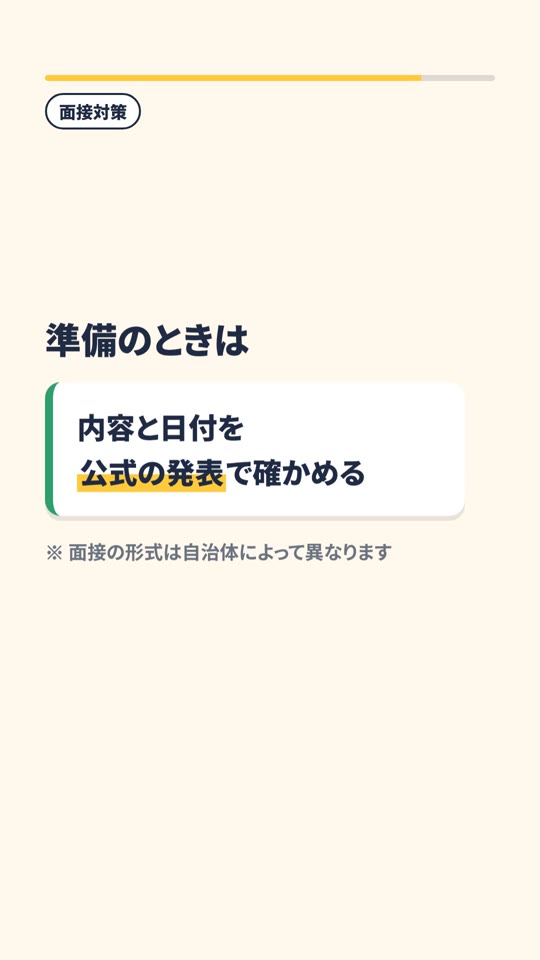 面接対策
準備のときは
内容と日付を
公式の発表で確かめる
※ 面接の形式は自治体によって異なります